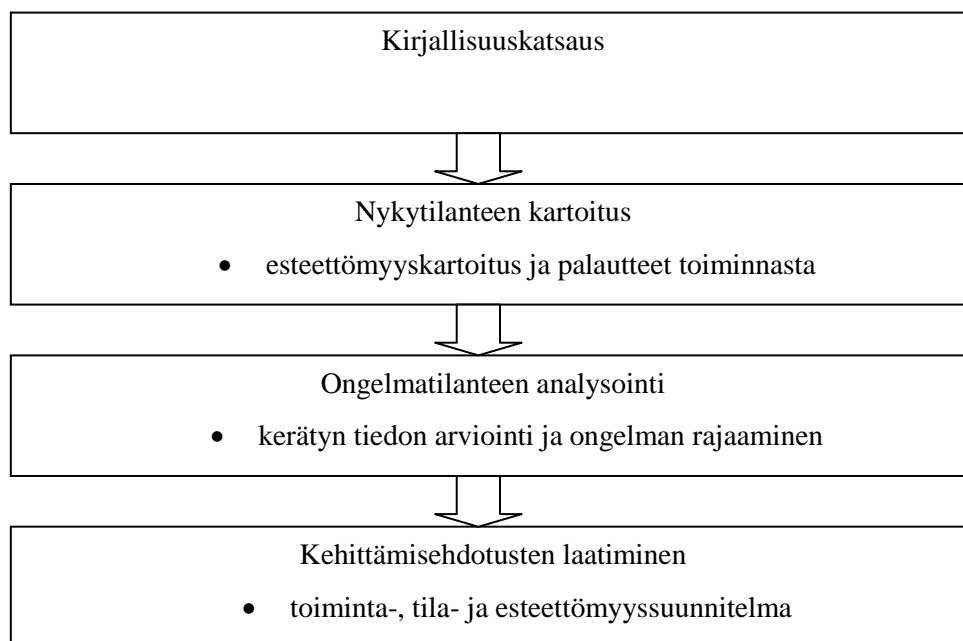 Kirjallisuuskatsaus
Nykytilanteen kartoitus
• esteettömyyskartoitus ja palautteet toiminnasta
Ongelmatilanteen analysointi
• kerätyn tiedon arviointi ja ongelman rajaaminen
Kehittämisehdotusten laatiminen
• toiminta-, tila- ja esteettömyyssuunnitelma